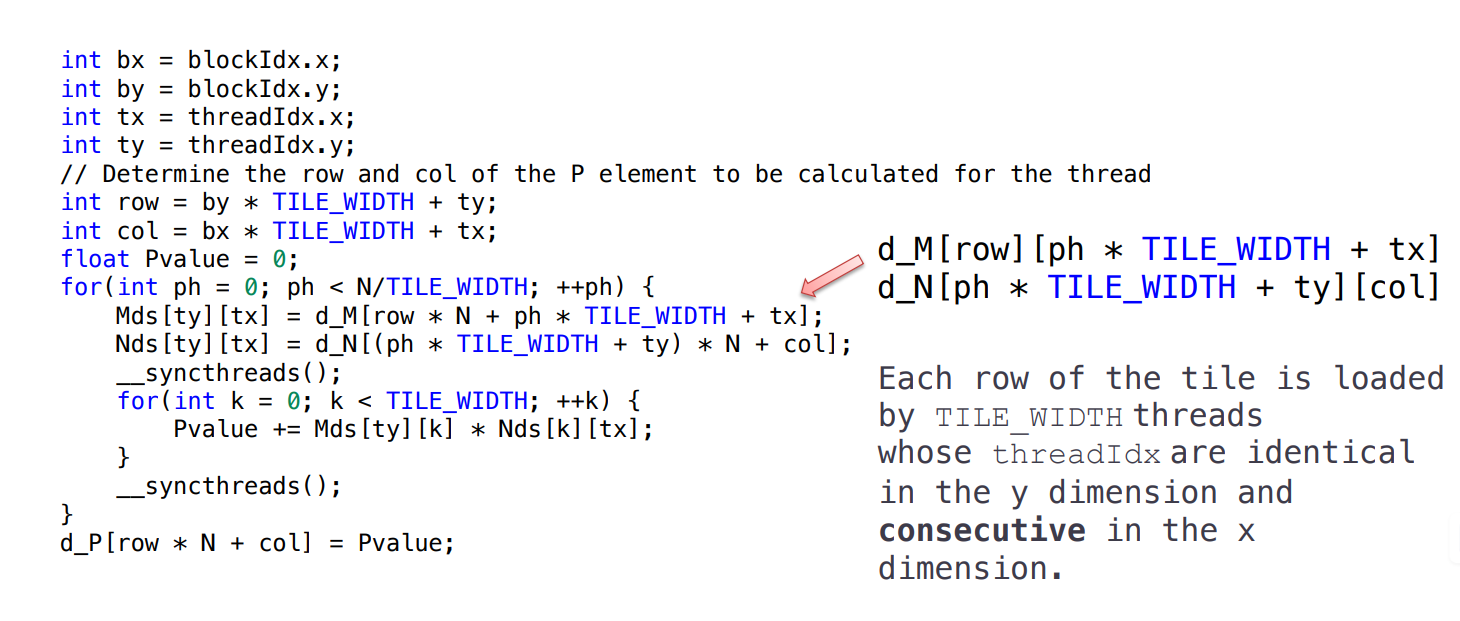 int bx = blockIdx.x;
int by = blockIdx.y;
int tx = threadIdx.x;
int ty = threadIdx.y;
// Determine the row and col of the P element to be calculated for the thread
int row = by * TILE_WIDTH + ty;
int col = bx * TILE_WIDTH + tx;
float Pvalue = 0;
for(int ph = 0; ph < N/TILE_WIDTH; ++ph) {
    Mds[ty][tx] = d_M[row * N + ph * TILE_WIDTH + tx];
    Nds[ty][tx] = d_N[(ph * TILE_WIDTH + ty) * N + col];
    __syncthreads();
    for(int k = 0; k < TILE_WIDTH; ++k) {
        Pvalue += Mds[ty][k] * Nds[k][tx];
    }
    __syncthreads();
}
d_P[row * N + col] = Pvalue;
d_M[row][ph * TILE_WIDTH + tx]
d_N[ph * TILE_WIDTH + ty][col]
Each row of the tile is loaded
by TILE_WIDTH threads
whose threadIdx are identical
in the y dimension and
consecutive in the x
dimension.